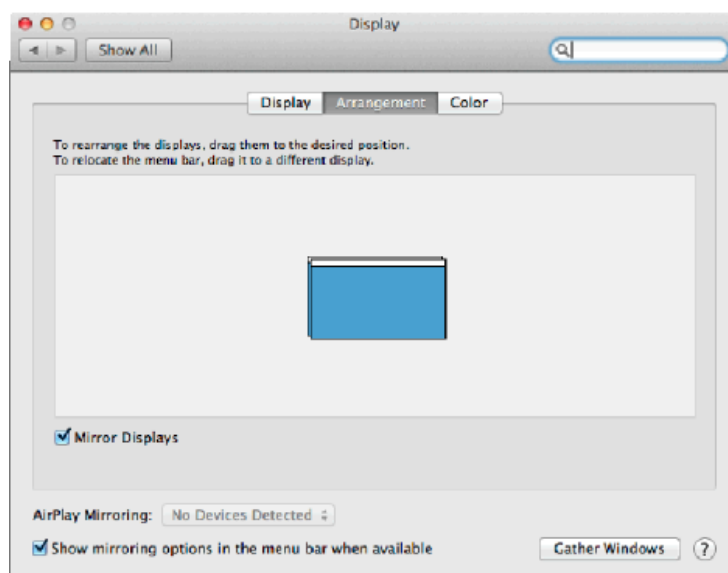 Display
Show All
Display Arrangement Color
To rearrange the displays, drag them to the desired position.
To relocate the menu bar, drag it to a different display.
Mirror Displays
AirPlay Mirroring: No Devices Detected
Show mirroring options in the menu bar when available
Gather Windows ?